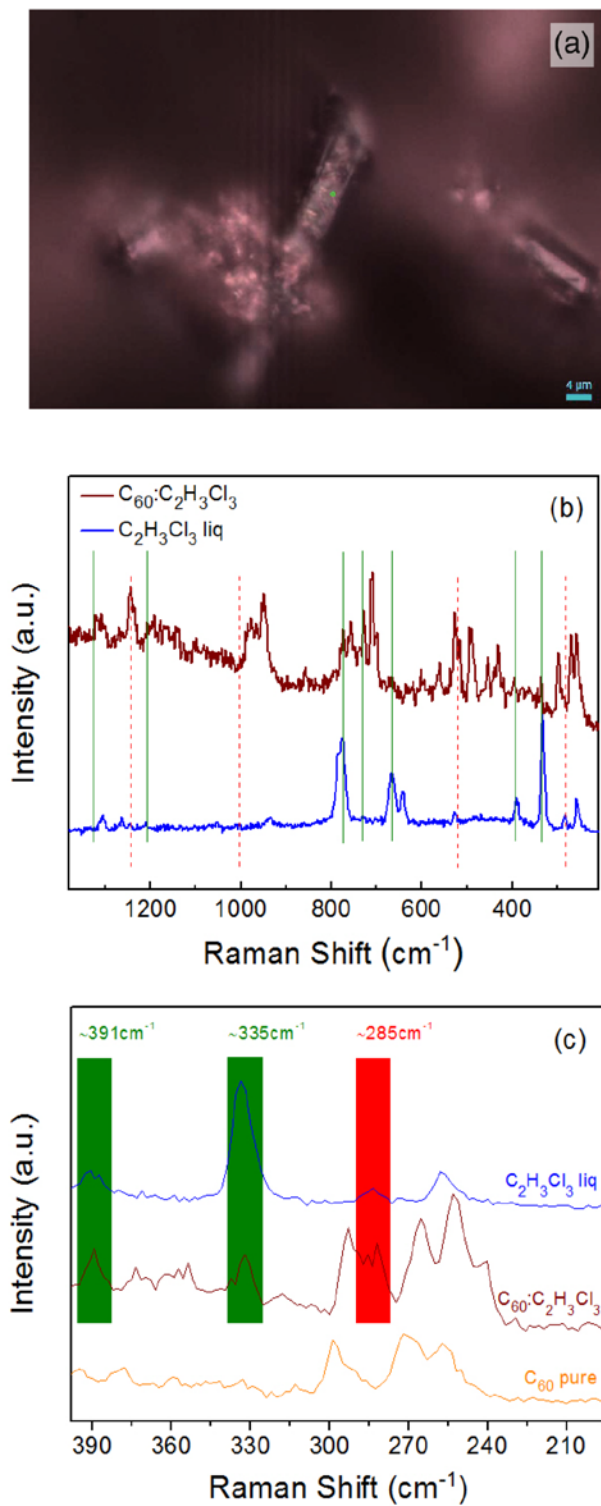 (a)
4 µm
C₆₀:C₂H₃Cl₃
C₂H₃Cl₃ liq
(b)
Intensity (a.u.)
1200 1000 800 600 400
Raman Shift (cm⁻¹)
~391cm⁻¹ ~335cm⁻¹ ~285cm⁻¹ (c)
C₂H₃Cl₃ liq
C₆₀:C₂H₃Cl₃
C₆₀ pure
Intensity (a.u.)
390 360 330 300 270 240 210
Raman Shift (cm⁻¹)